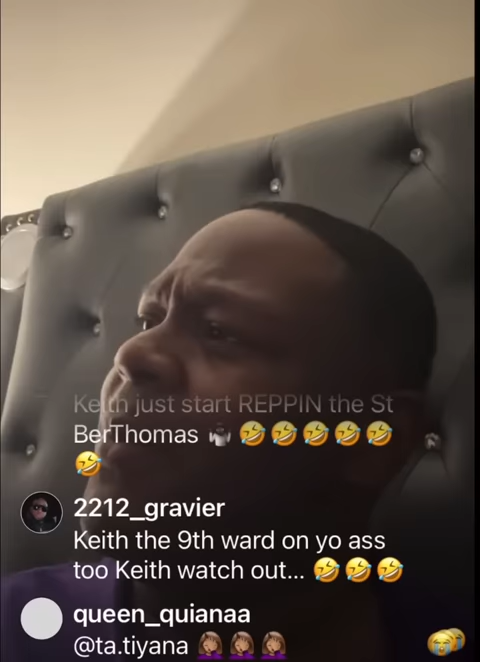 Keith just start REPPIN the St
BerThomas 🤣🤣🤣🤣🤣
🤣
2212_gravier
Keith the 9th ward on yo ass
too Keith watch out... 🤣🤣🤣
queen_quianaa
@ta.tiyana 🤦🏽‍♀️🤦🏽‍♀️🤦🏽‍♀️